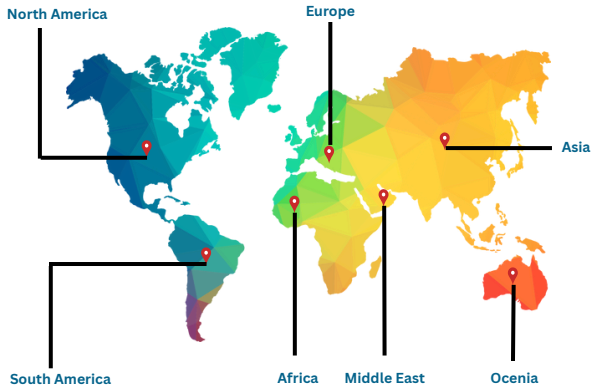 North America
Europe
Asia
South America
Africa
Middle East
Ocenia